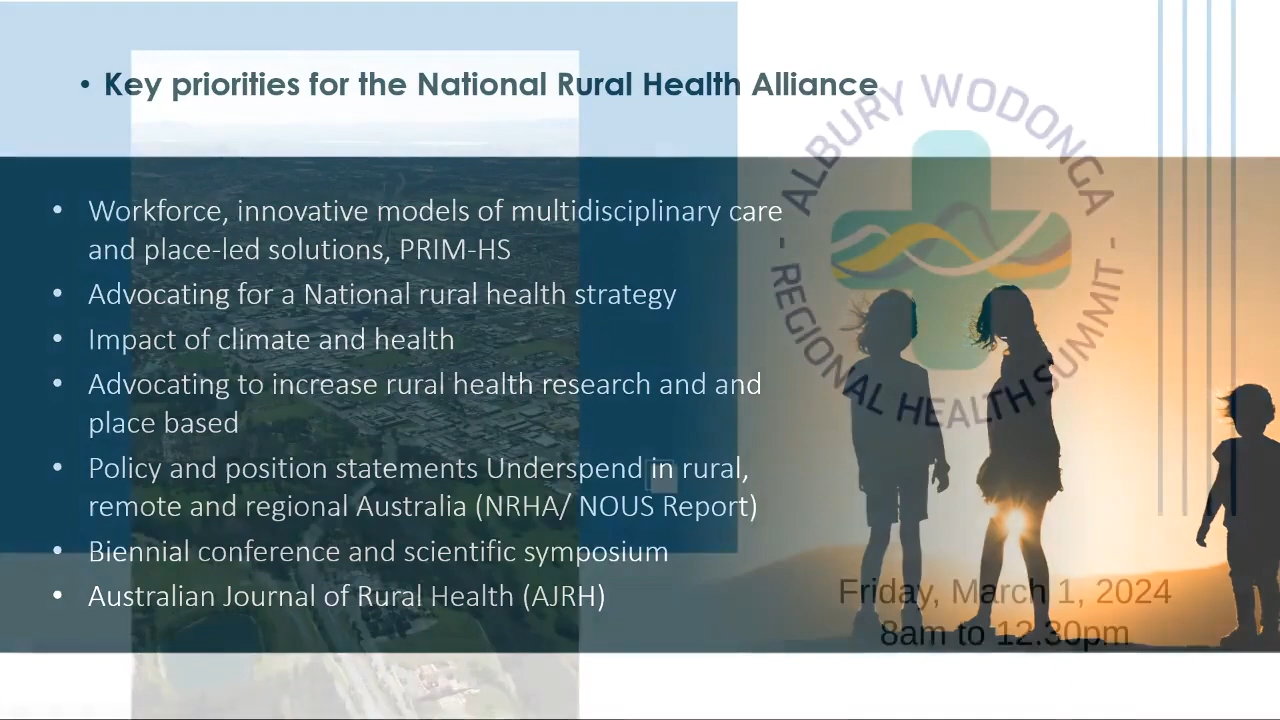 • Key priorities for the National Rural Health Alliance
• Workforce, innovative models of multidisciplinary care
and place-led solutions, PRIM-HS
• Advocating for a National rural health strategy
• Impact of climate and health
• Advocating to increase rural health research and and
place based
• Policy and position statements Underspend in rural,
remote and regional Australia (NRHA/ NOUS Report)
• Biennial conference and scientific symposium
• Australian Journal of Rural Health (AJRH)
ALBURY WODONGA
- REGIONAL HEALTH SUMMIT -
Friday, March 1, 2024
8am to 12.30pm